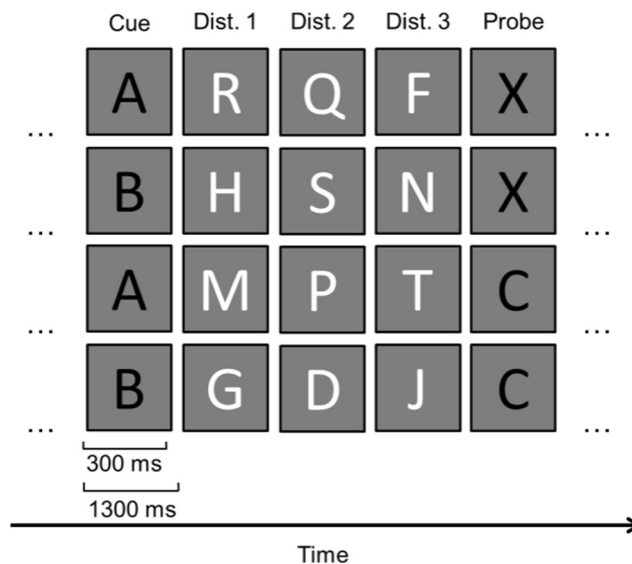 Cue Dist. 1 Dist. 2 Dist. 3 Probe
A R Q F X
... ...
B H S N X
... ...
A M P T C
... ...
B G D J C
... ...
300 ms
1300 ms
Time